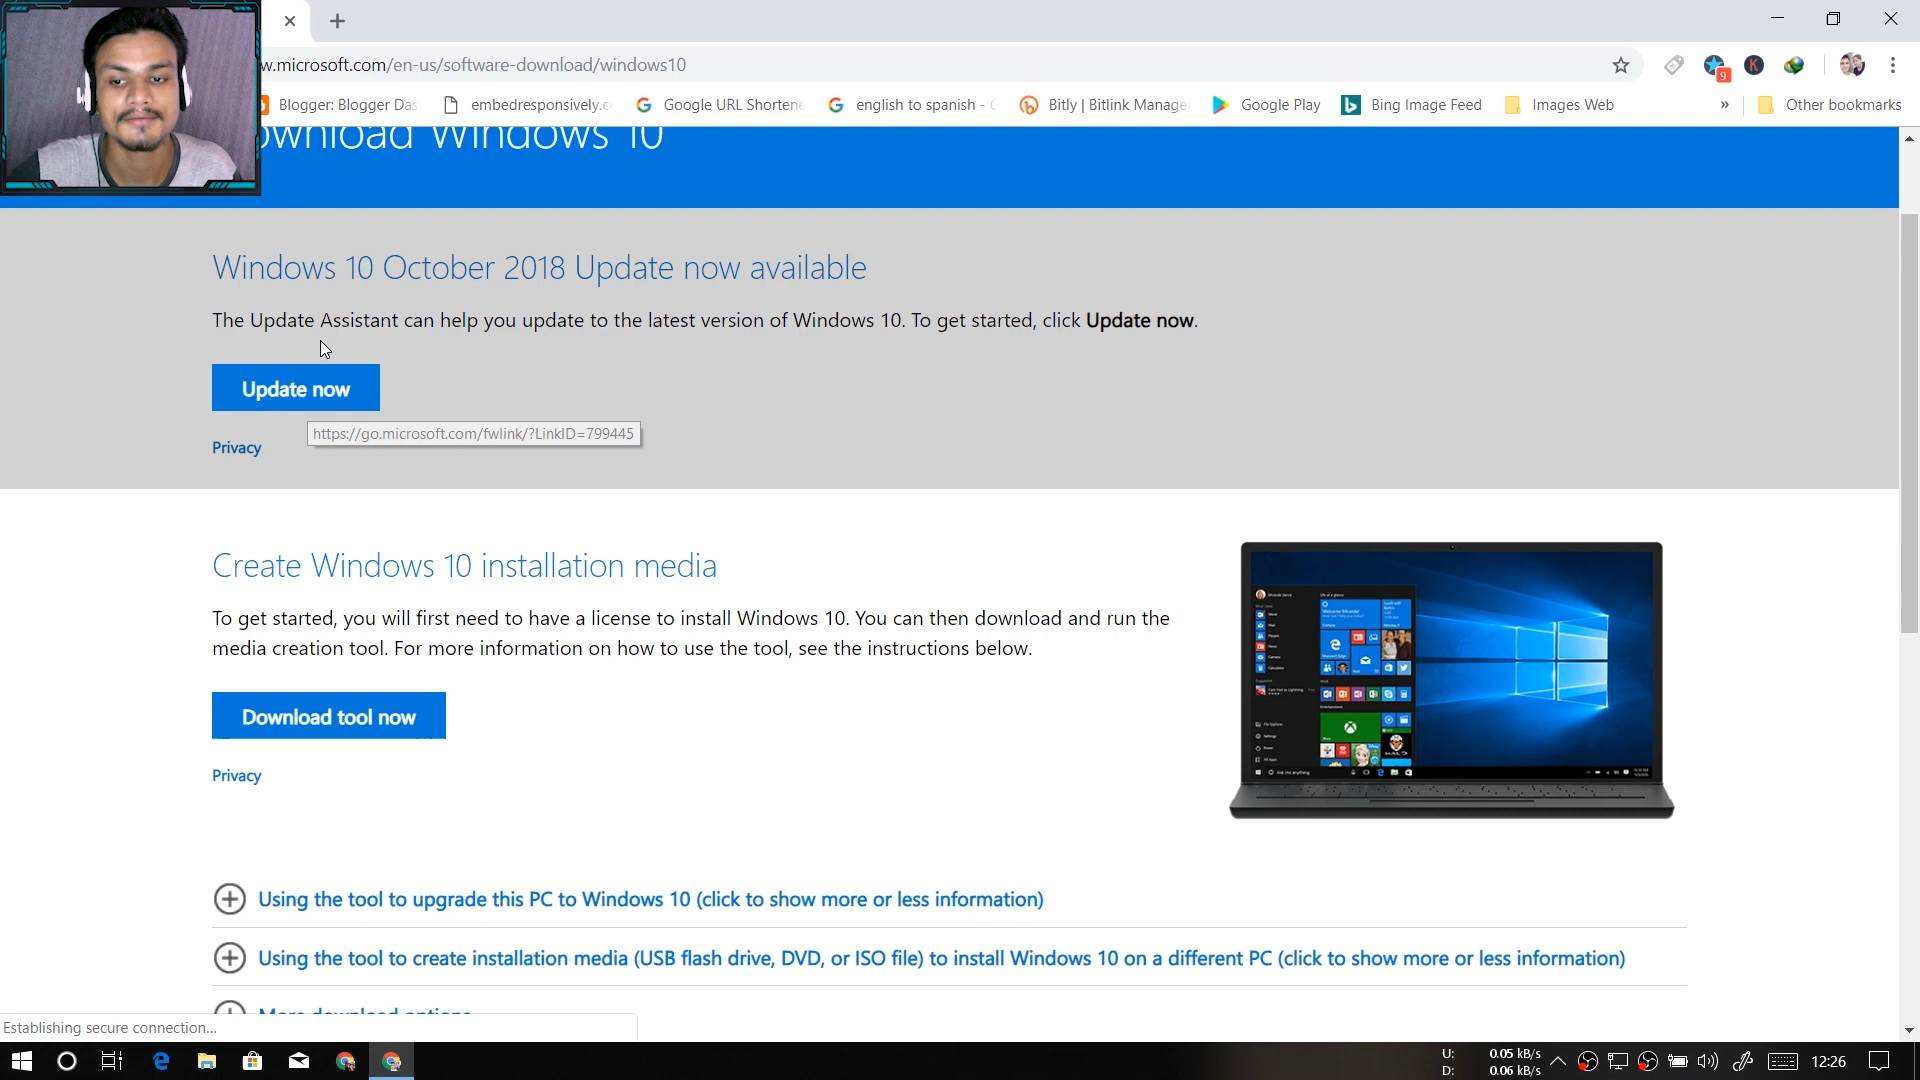 w.microsoft.com/en-us/software-download/windows10
9
K
Blogger: Blogger Das
embedresponsively.c
Google URL Shortene
english to spanish - G
Bitly | Bitlink Manage
Google Play
Bing Image Feed
Images Web
»
Other bookmarks
ownload Windows 10
Windows 10 October 2018 Update now available
The Update Assistant can help you update to the latest version of Windows 10. To get started, click Update now.
Update now
https://go.microsoft.com/fwlink/?LinkID=799445
Privacy
Create Windows 10 installation media
To get started, you will first need to have a license to install Windows 10. You can then download and run the
media creation tool. For more information on how to use the tool, see the instructions below.
Download tool now
Privacy
Using the tool to upgrade this PC to Windows 10 (click to show more or less information)
Using the tool to create installation media (USB flash drive, DVD, or ISO file) to install Windows 10 on a different PC (click to show more or less information)
More download options
Establishing secure connection...
U: 0.05 kB/s
D: 0.06 kB/s
12:26